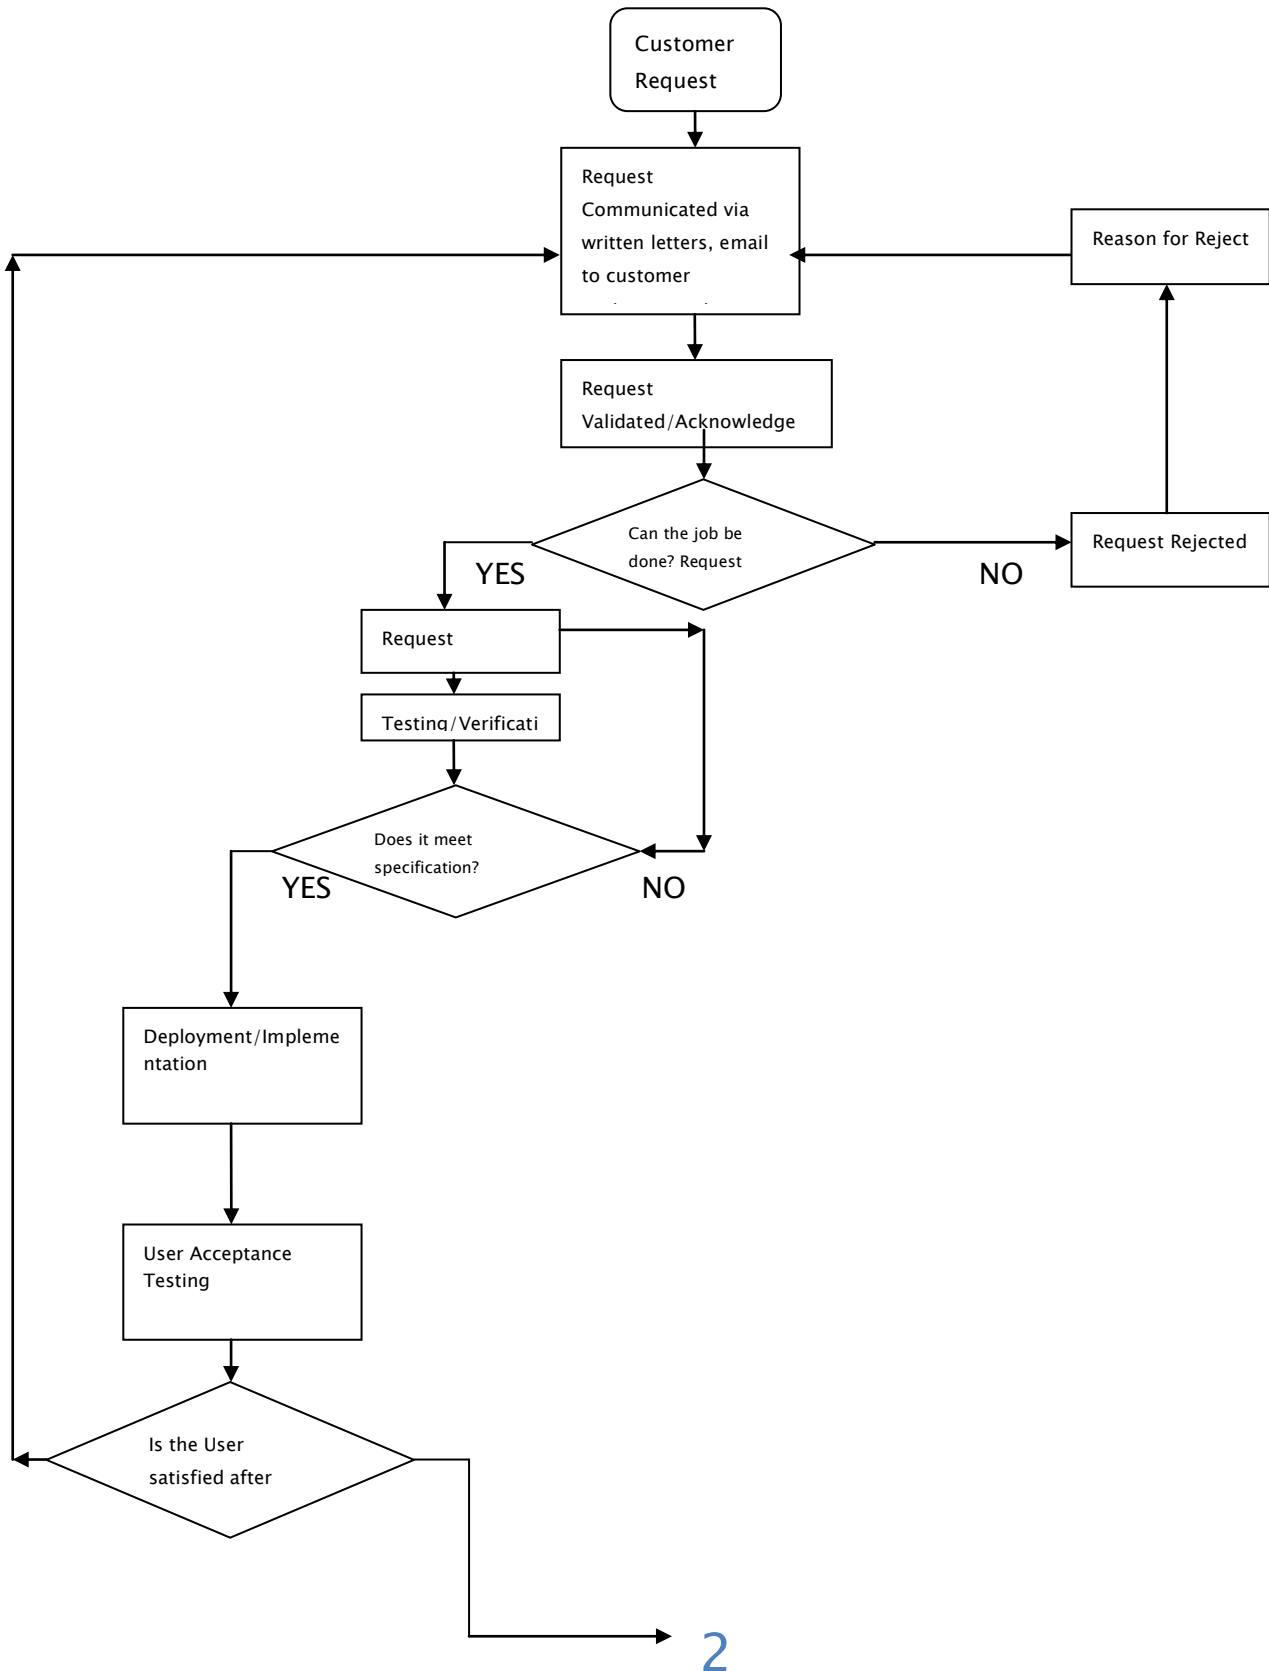 Customer
Request
Request
Communicated via
written letters, email
to customer
Reason for Reject
Request
Validated/Acknowledge
Can the job be
done? Request
Request Rejected
YES
NO
Request
Testing/Verificati
Does it meet
specification?
YES
NO
Deployment/Impleme
ntation
User Acceptance
Testing
Is the User
satisfied after
2